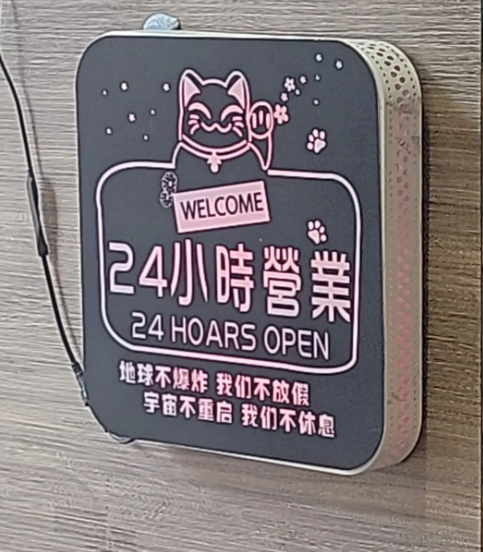 WELCOME
24小時營業
24 HOARS OPEN
地球不爆炸 我们不放假
宇宙不重启 我们不休息